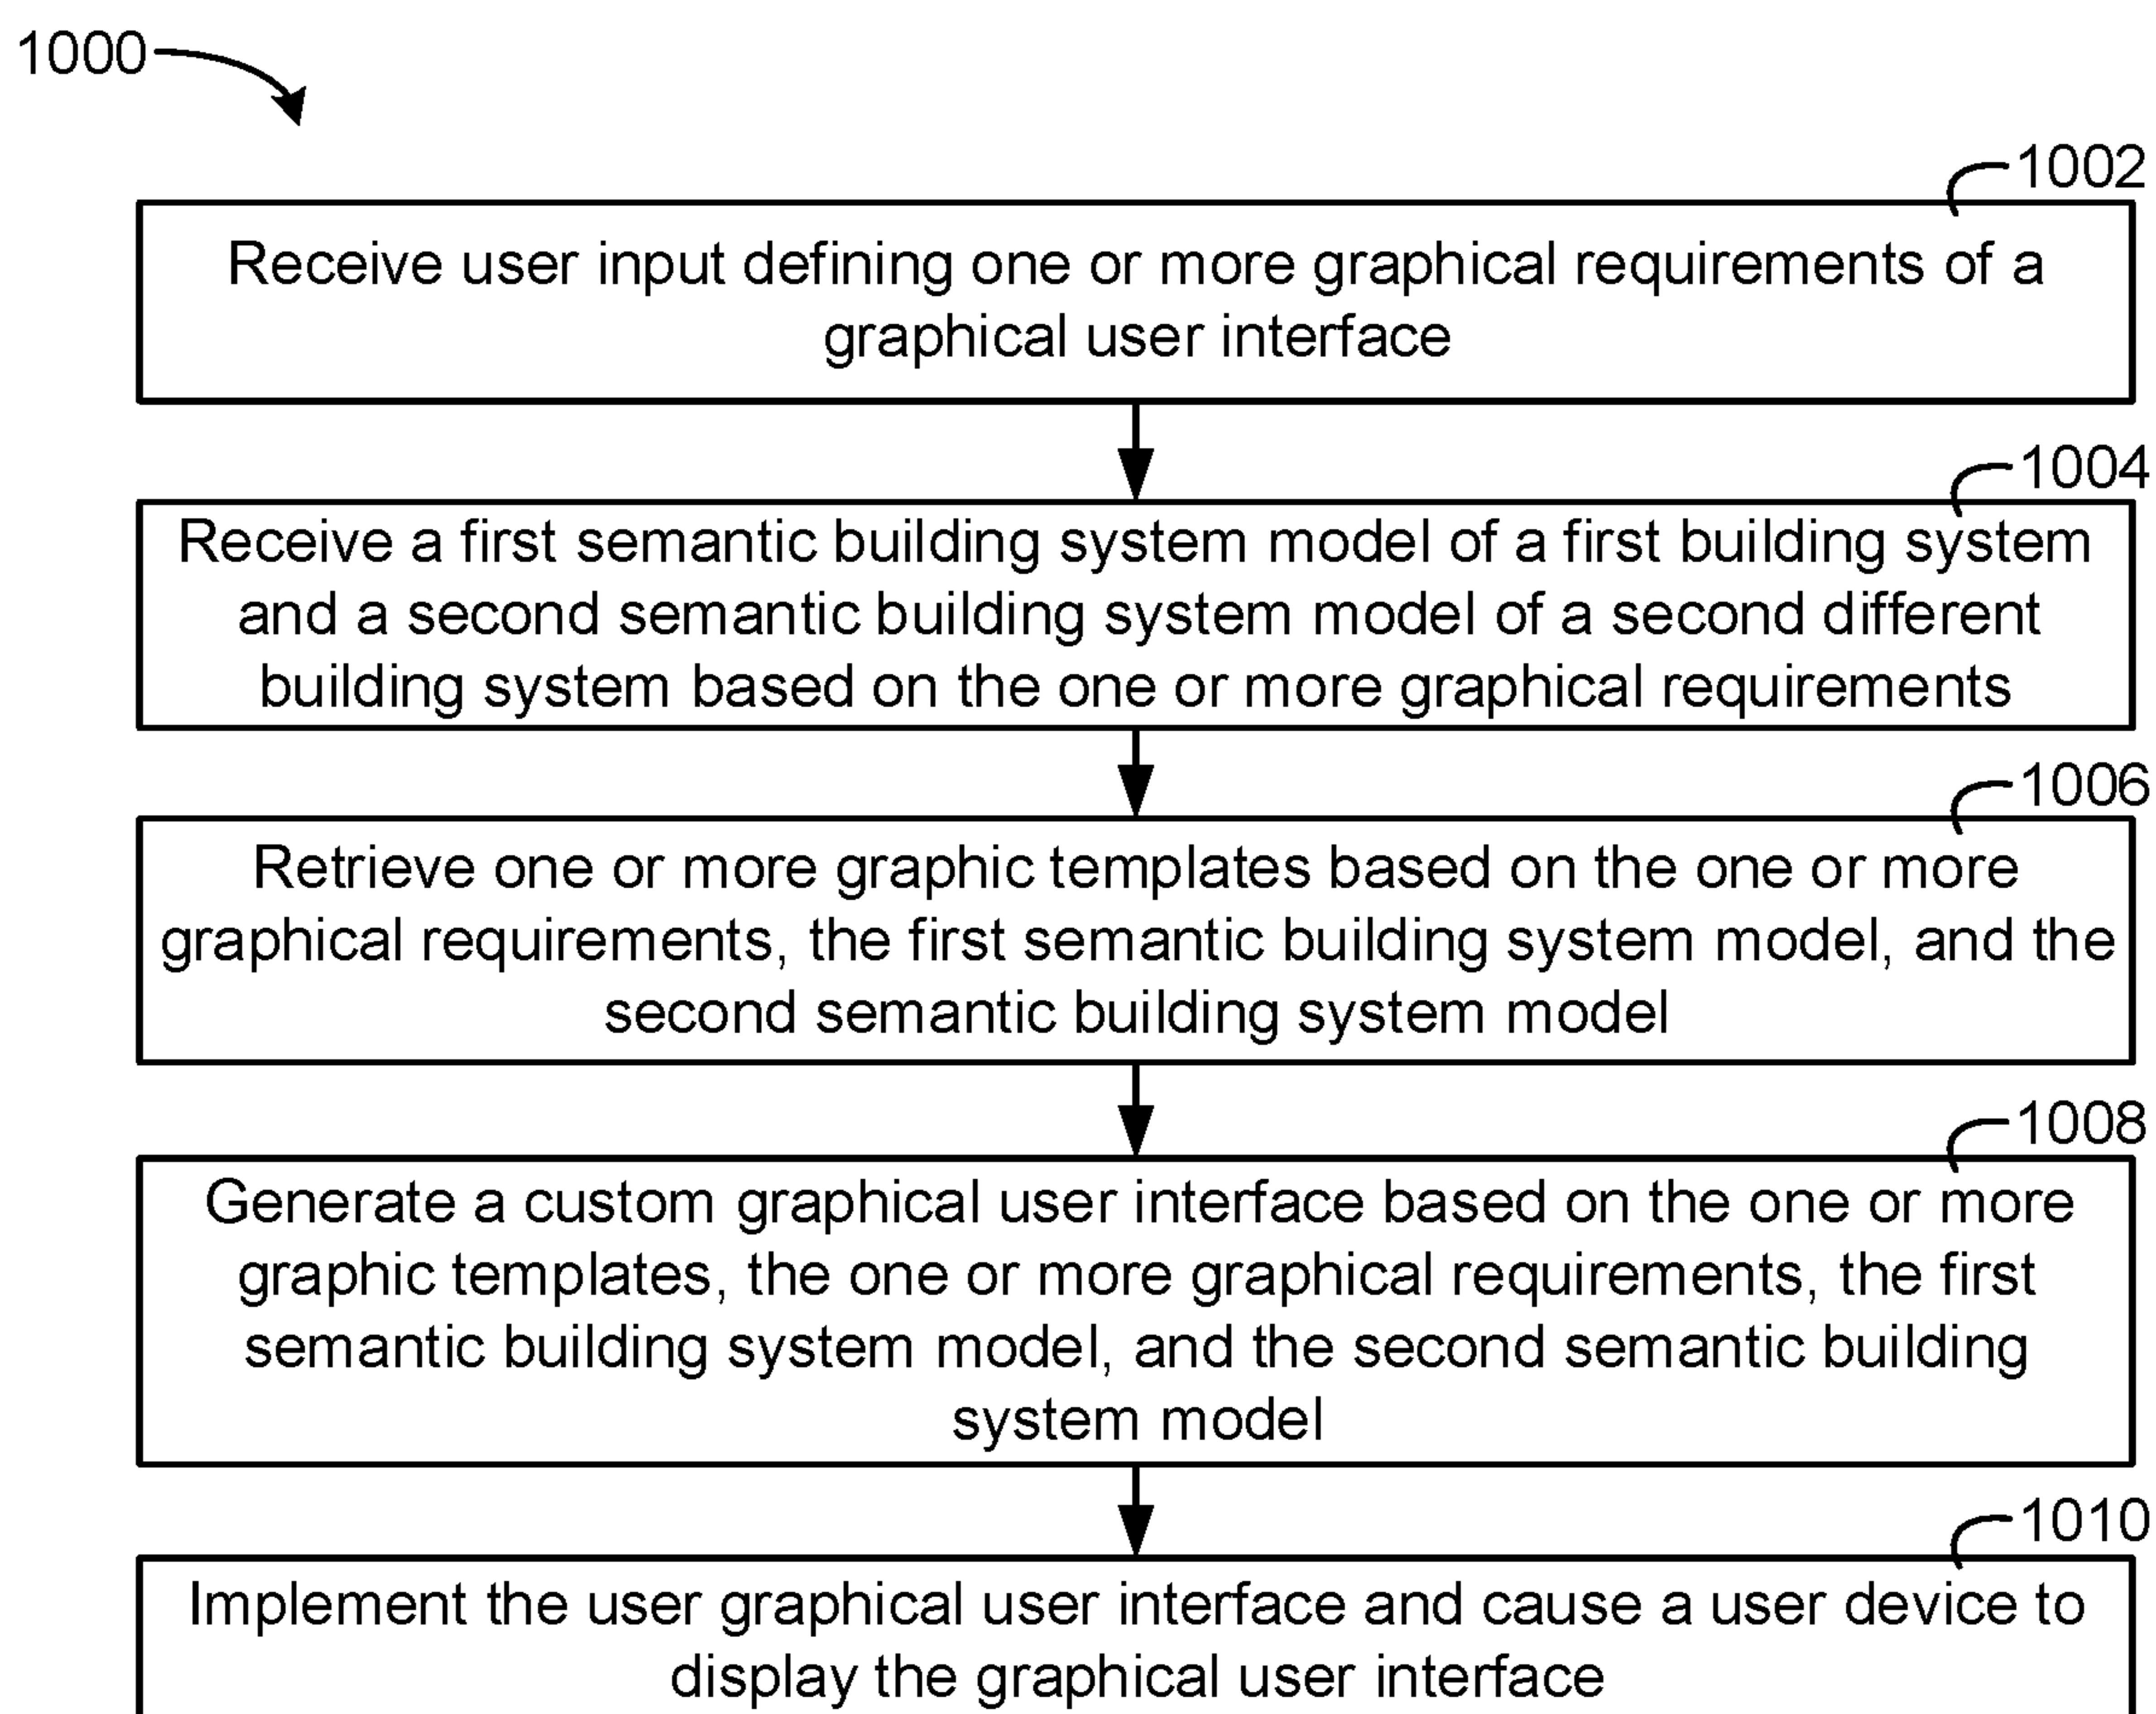 1000
1002
Receive user input defining one or more graphical requirements of a
graphical user interface
1004
Receive a first semantic building system model of a first building system
and a second semantic building system model of a second different
building system based on the one or more graphical requirements
1006
Retrieve one or more graphic templates based on the one or more
graphical requirements, the first semantic building system model, and the
second semantic building system model
1008
Generate a custom graphical user interface based on the one or more
graphic templates, the one or more graphical requirements, the first
semantic building system model, and the second semantic building
system model
1010
Implement the user graphical user interface and cause a user device to
display the graphical user interface